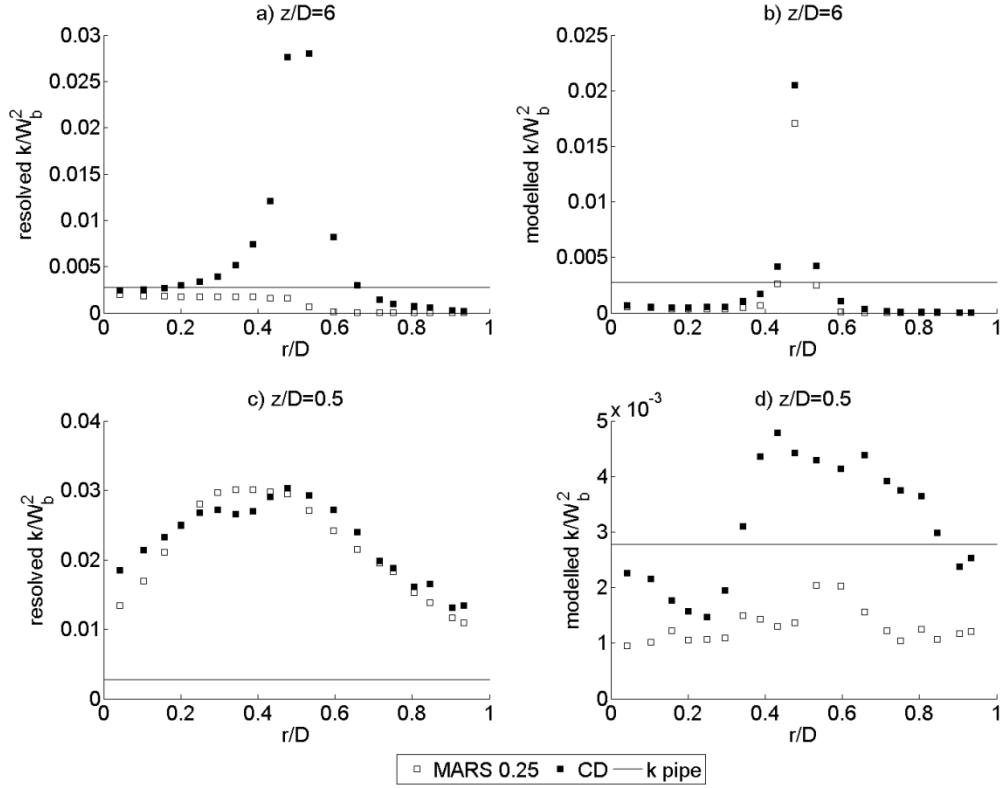 a) z/D=6
0.03
0.025
0.02
0.015
0.01
0.005
0
resolved k/W_b^2
0 0.2 0.4 0.6 0.8 1
r/D
b) z/D=6
0.025
0.02
0.015
0.01
0.005
0
modelled k/W_b^2
0 0.2 0.4 0.6 0.8 1
r/D
c) z/D=0.5
0.04
0.03
0.02
0.01
0
resolved k/W_b^2
0 0.2 0.4 0.6 0.8 1
r/D
d) z/D=0.5
x 10^-3
5
4
3
2
1
0
modelled k/W_b^2
0 0.2 0.4 0.6 0.8 1
r/D
MARS 0.25 CD k pipe